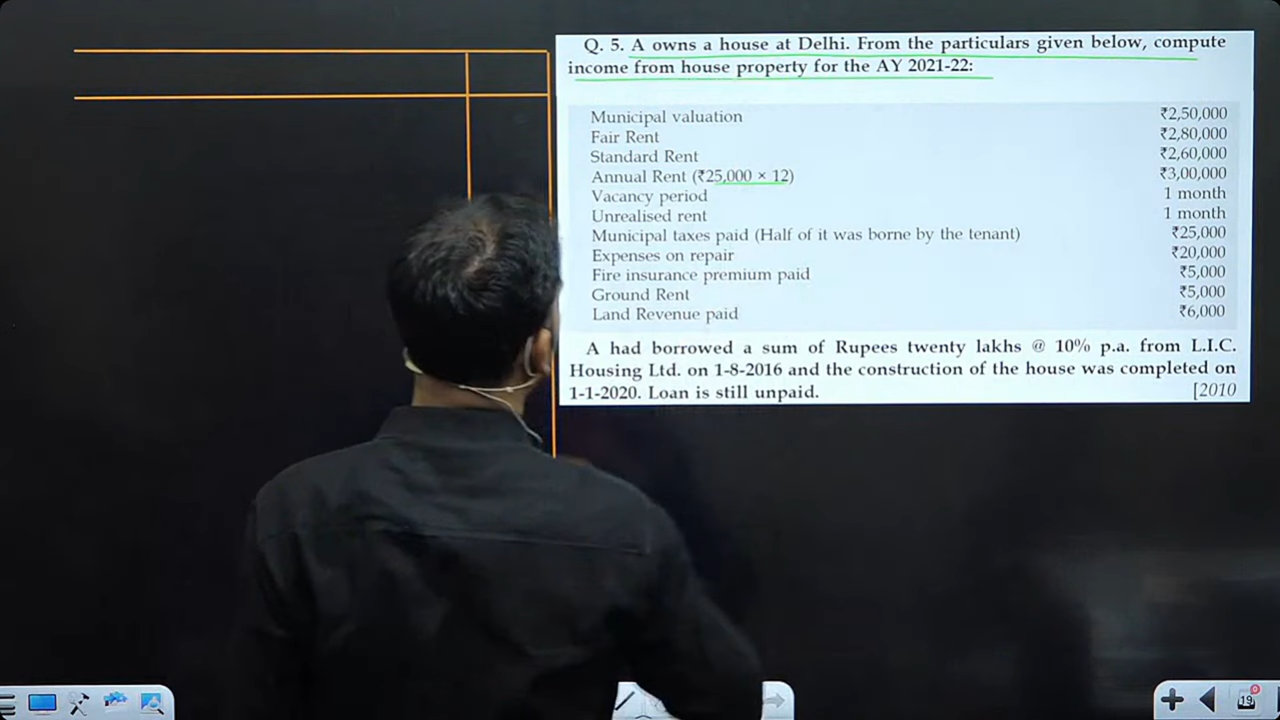 Q. 5. A owns a house at Delhi. From the particulars given below, compute
income from house property for the AY 2021-22:
Municipal valuation ₹2,50,000
Fair Rent ₹2,80,000
Standard Rent ₹2,60,000
Annual Rent (₹25,000 × 12) ₹3,00,000
Vacancy period 1 month
Unrealised rent 1 month
Municipal taxes paid (Half of it was borne by the tenant) ₹25,000
Expenses on repair ₹20,000
Fire insurance premium paid ₹5,000
Ground Rent ₹5,000
Land Revenue paid ₹6,000
A had borrowed a sum of Rupees twenty lakhs @ 10% p.a. from L.I.C.
Housing Ltd. on 1-8-2016 and the construction of the house was completed on
1-1-2020. Loan is still unpaid. [2010
19